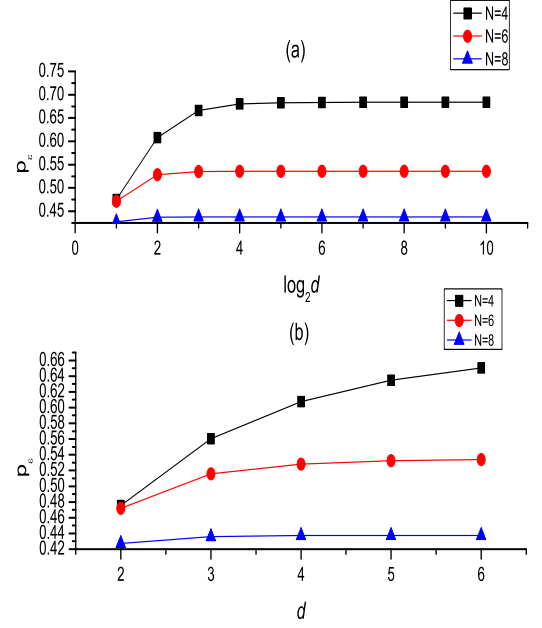 N=4
N=6
N=8
(a)
0.75
0.70
0.65
0.60
0.55
0.50
0.45
pε
0 2 4 6 8 10
log2d
N=4
N=6
N=8
(b)
0.66
0.64
0.62
0.60
0.58
0.56
0.54
0.52
0.50
0.48
0.46
0.44
0.42
pε
2 3 4 5 6
d